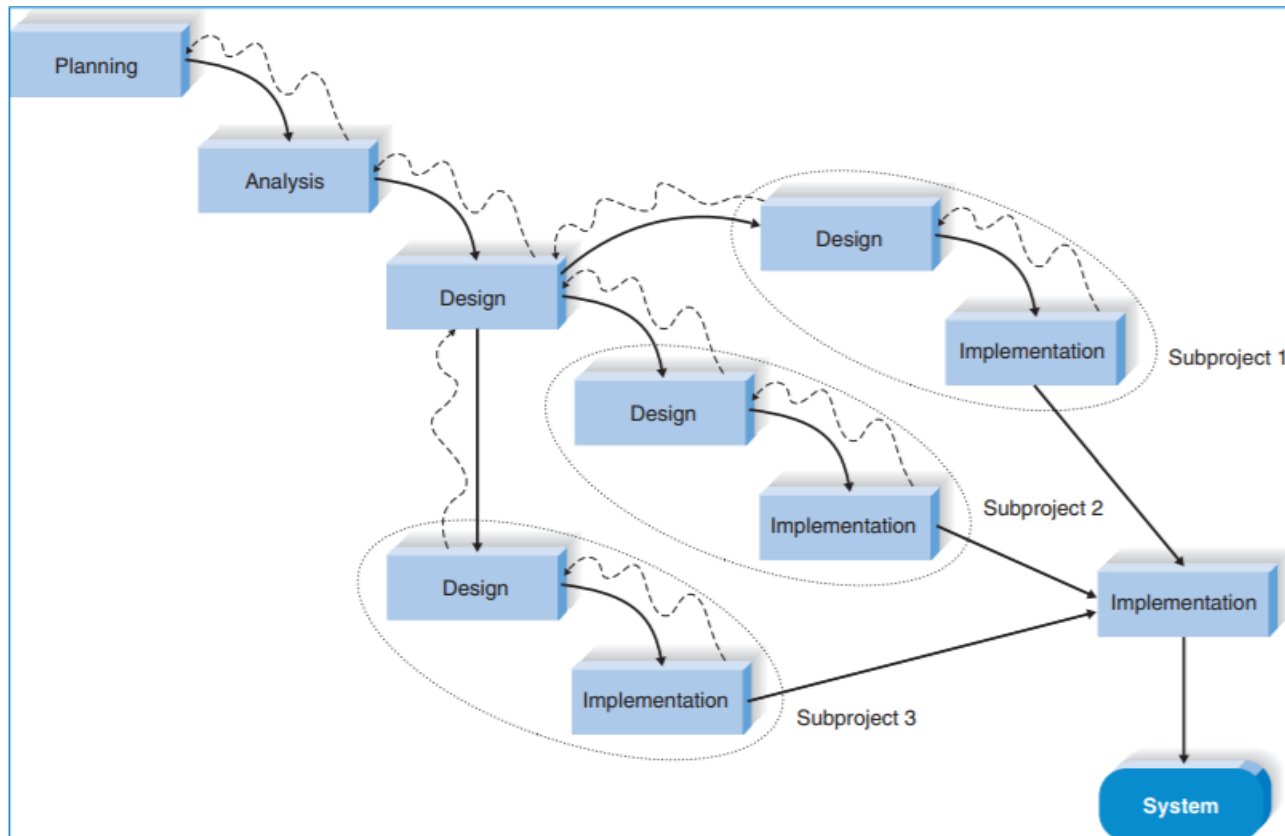 Planning
Analysis
Design
Design
Implementation
Subproject 1
Design
Implementation
Subproject 2
Design
Implementation
Subproject 3
Implementation
System